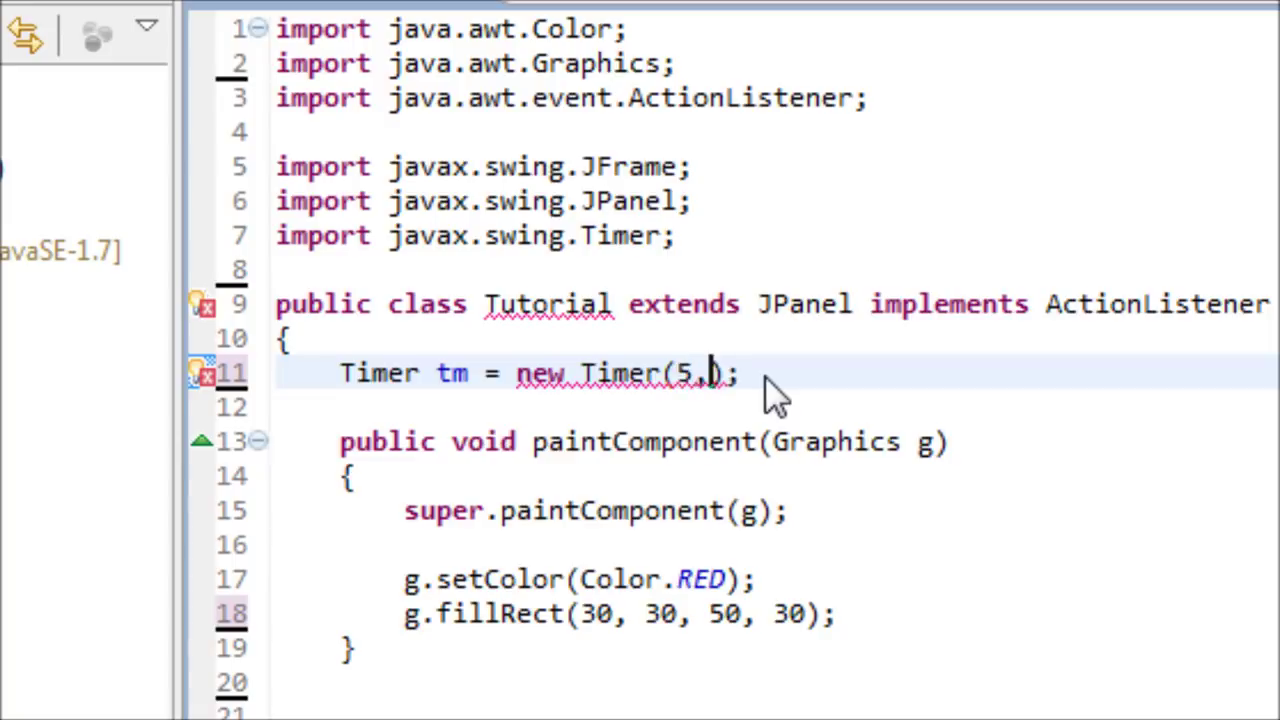 1 import java.awt.Color;
2 import java.awt.Graphics;
3 import java.awt.event.ActionListener;
4
5 import javax.swing.JFrame;
6 import javax.swing.JPanel;
7 import javax.swing.Timer;
avaSE-1.7]
8
9 public class Tutorial extends JPanel implements ActionListener
10 {
11 Timer tm = new Timer(5,);
12
13 public void paintComponent(Graphics g)
14 {
15 super.paintComponent(g);
16
17 g.setColor(Color.RED);
18 g.fillRect(30, 30, 50, 30);
19 }
20
21